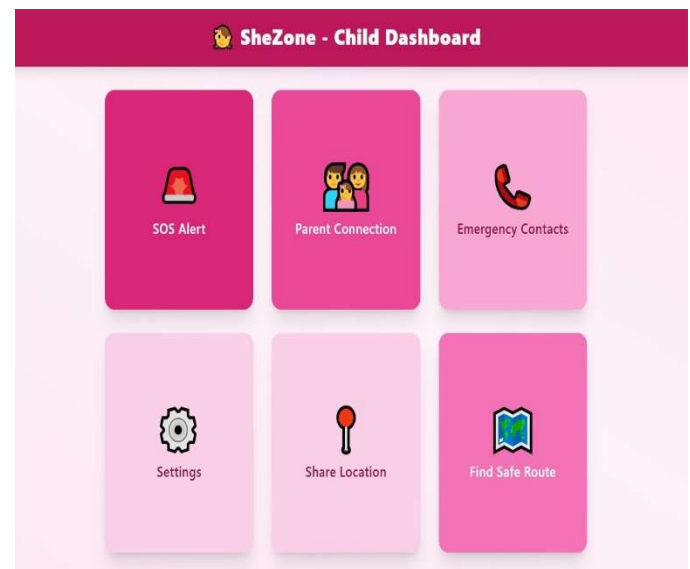 SheZone - Child Dashboard
SOS Alert
Parent Connection
Emergency Contacts
Settings
Share Location
Find Safe Route